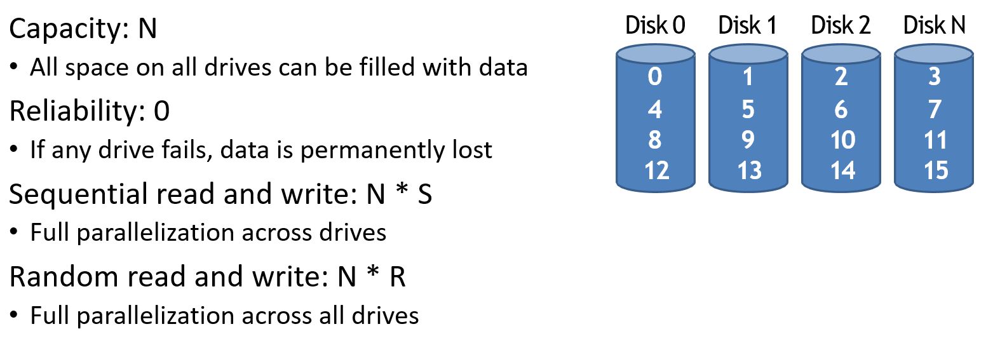 Capacity: N
• All space on all drives can be filled with data
Reliability: 0
• If any drive fails, data is permanently lost
Sequential read and write: N * S
• Full parallelization across drives
Random read and write: N * R
• Full parallelization across all drives
Disk 0 Disk 1 Disk 2 Disk N
0 1 2 3
4 5 6 7
8 9 10 11
12 13 14 15